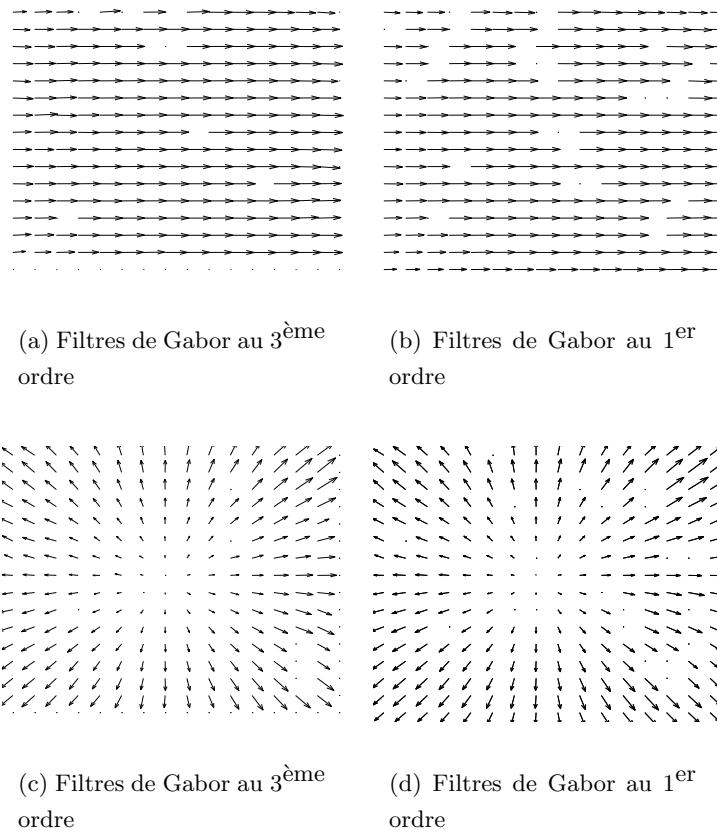 (a) Filtres de Gabor au 3ème
ordre
(b) Filtres de Gabor au 1er
ordre
(c) Filtres de Gabor au 3ème
ordre
(d) Filtres de Gabor au 1er
ordre